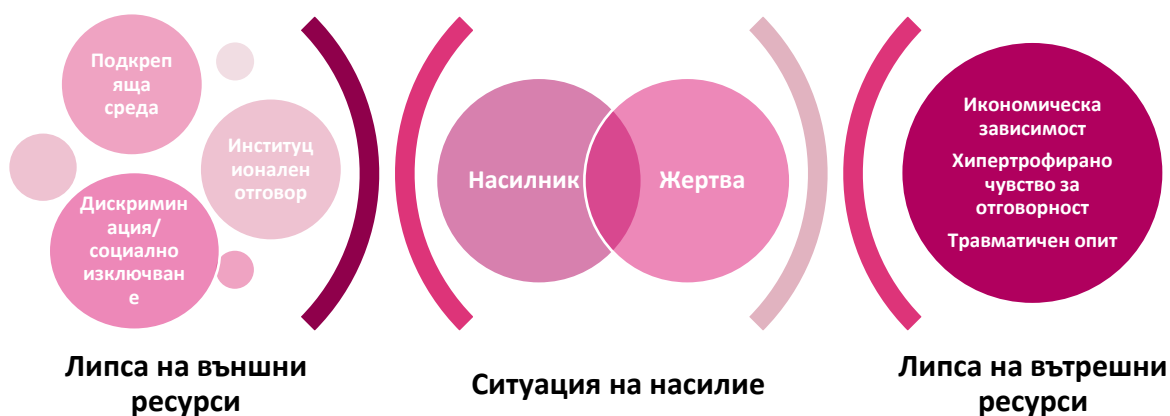 Подкреп
яща
среда
Институц
ионален
отговор
Дискримин
ация/
социално
изключван
е
Липса на външни
ресурси
Насилник
Жертва
Ситуация на насилие
Икономическа
зависимост
Хипертрофирано
чувство за
отговорност
Травматичен опит
Липса на вътрешни
ресурси